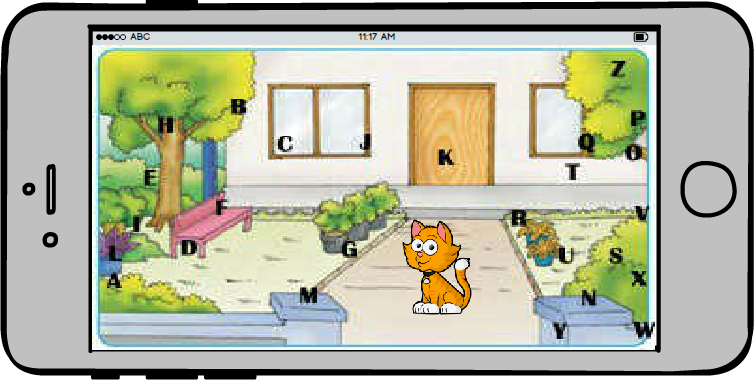 ABC 11:17 AM
Z
B
H P
C J Q
K O
T
E
F
I R V
L D G U S
A X
M N
Y W